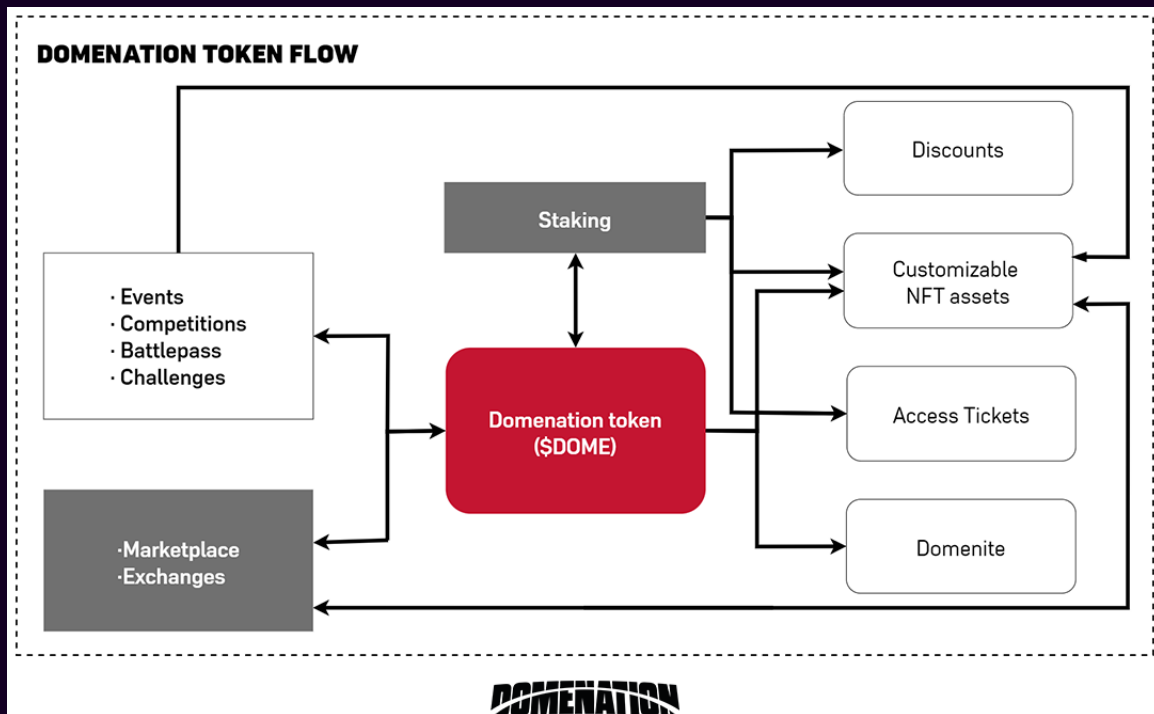 DOMENATION TOKEN FLOW
Discounts
Staking
Customizable
NFT assets
· Events
· Competitions
· Battlepass
· Challenges
Domenation token
($DOME)
Access Tickets
·Marketplace
·Exchanges
Domenite
DOMENATION